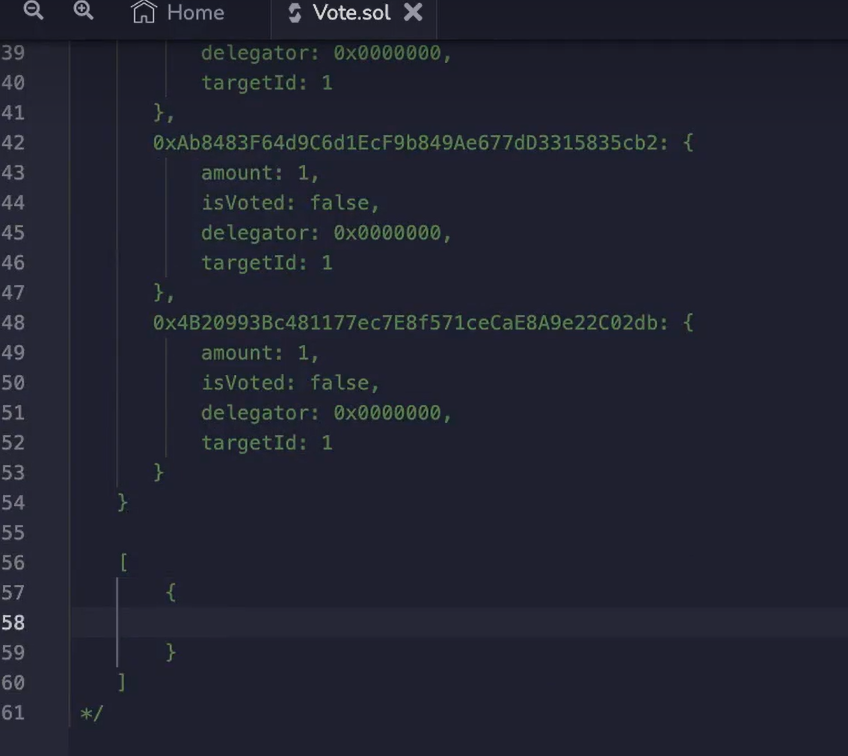 Home Vote.sol
39 delegator: 0x0000000,
40 targetId: 1
41 },
42 0xAb8483F64d9C6d1EcF9b849Ae677dD3315835cb2: {
43 amount: 1,
44 isVoted: false,
45 delegator: 0x0000000,
46 targetId: 1
47 },
48 0x4B20993Bc481177ec7E8f571ceCaE8A9e22C02db: {
49 amount: 1,
50 isVoted: false,
51 delegator: 0x0000000,
52 targetId: 1
53 }
54 }
55
56 [
57 {
58
59 }
60 ]
61 */